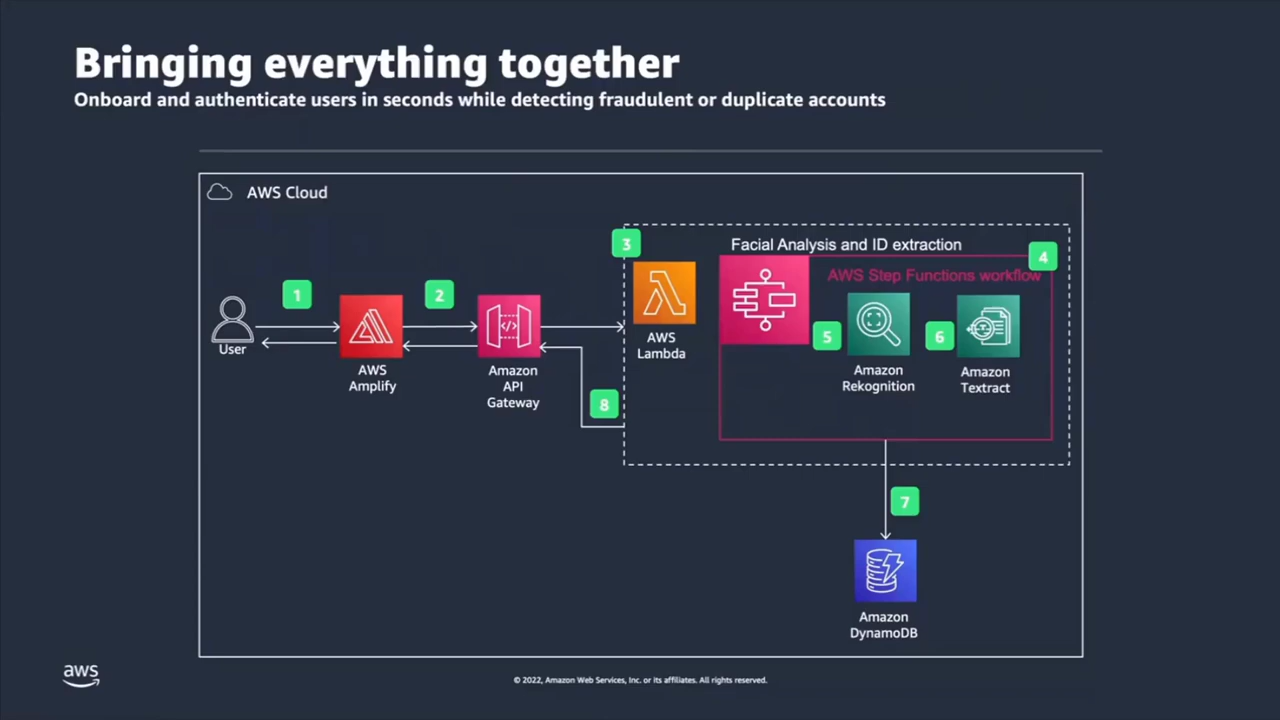 Bringing everything together
Onboard and authenticate users in seconds while detecting fraudulent or duplicate accounts
AWS Cloud
3
Facial Analysis and ID extraction
4
AWS Step Functions workflow
1
2
5
6
User
AWS
Amplify
Amazon
API
Gateway
AWS
Lambda
Amazon
Rekognition
Amazon
Textract
8
7
Amazon
DynamoDB
aws
© 2022, Amazon Web Services, Inc. or its affiliates. All rights reserved.